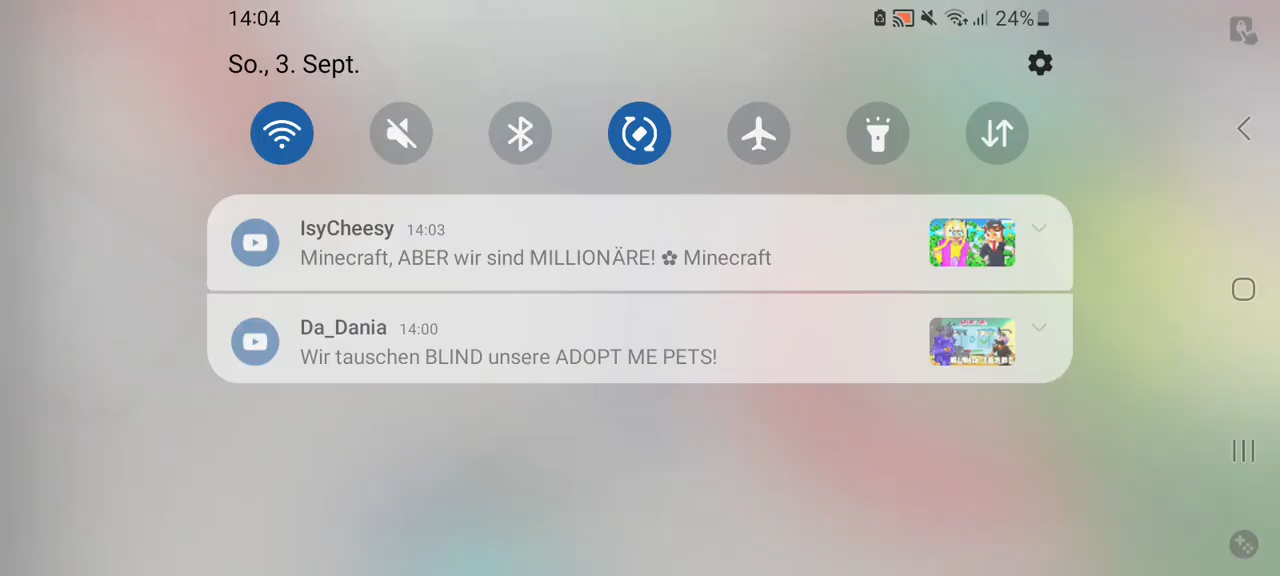 14:04
24%
So., 3. Sept.
IsyCheesy 14:03
Minecraft, ABER wir sind MILLIONÄRE! ✿ Minecraft
Da_Dania 14:00
Wir tauschen BLIND unsere ADOPT ME PETS!